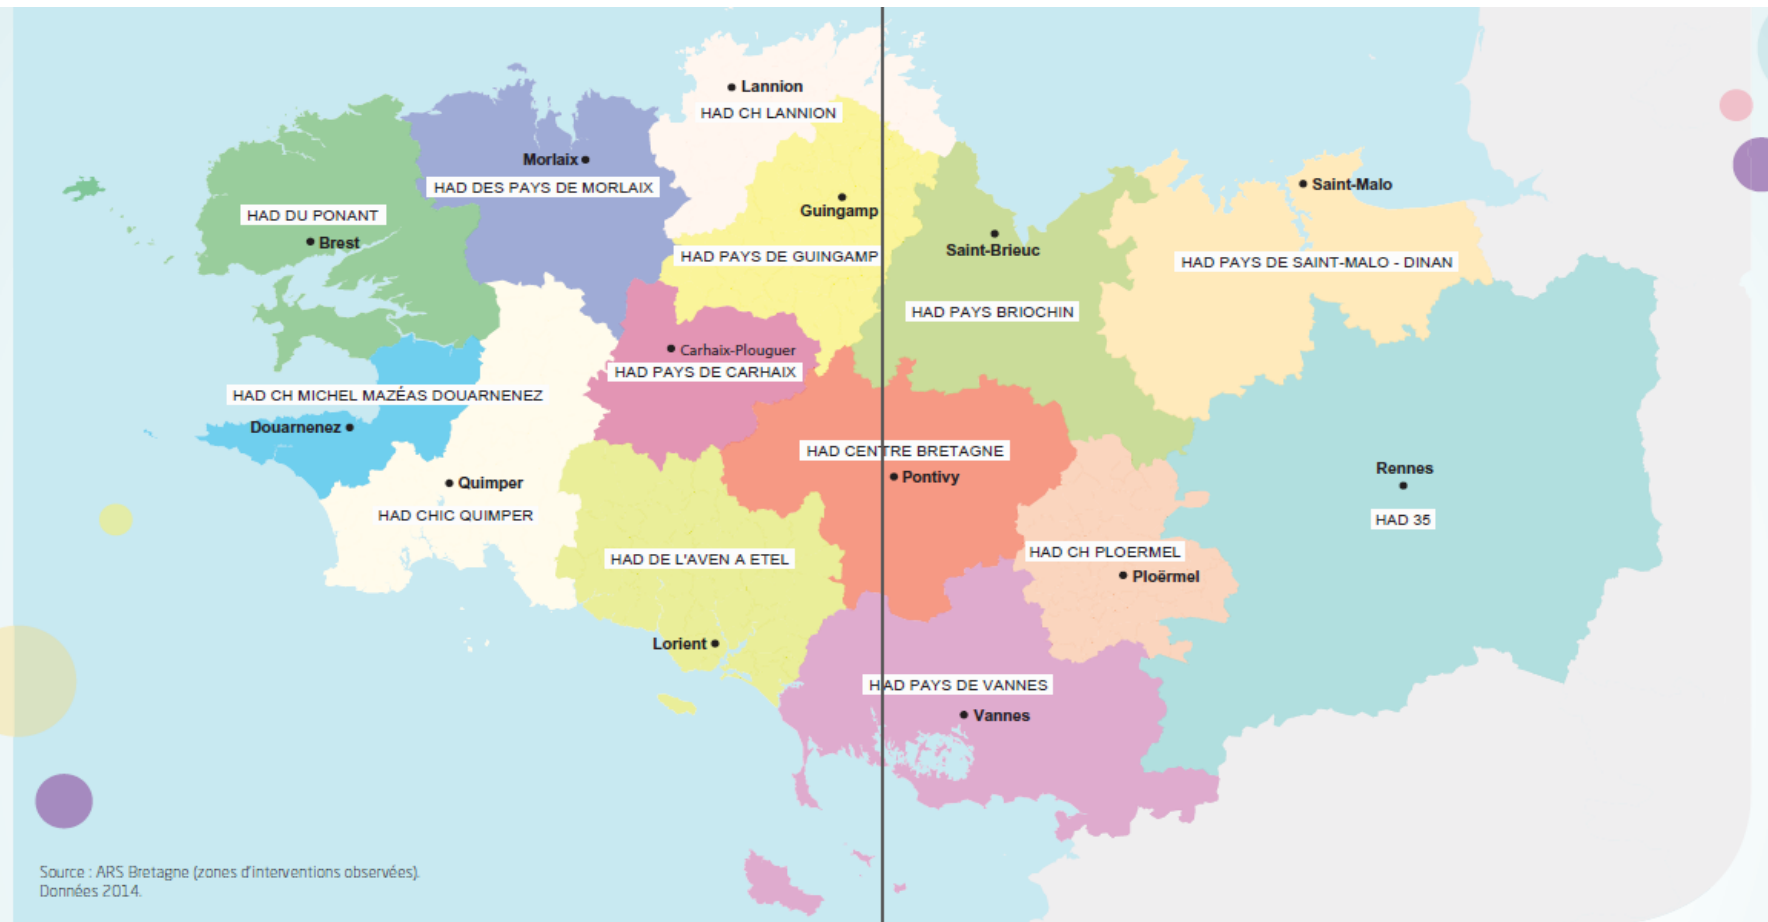 Lannion
HAD CH LANNION
Morlaix
HAD DES PAYS DE MORLAIX
Saint-Malo
HAD DU PONANT
Brest
Guingamp
HAD PAYS DE GUINGAMP
Saint-Brieuc
HAD PAYS DE SAINT-MALO - DINAN
HAD PAYS BRIOCHIN
Carhaix-Plouguer
HAD PAYS DE CARHAIX
HAD CH MICHEL MAZÉAS DOUARNENEZ
Douarnenez
HAD CENTRE BRETAGNE
Pontivy
Rennes
HAD 35
Quimper
HAD CHIC QUIMPER
HAD DE L'AVEN A ETEL
HAD CH PLOERMEL
Ploërmel
Lorient
HAD PAYS DE VANNES
Vannes
Source : ARS Bretagne (zones d'interventions observées).
Données 2014.